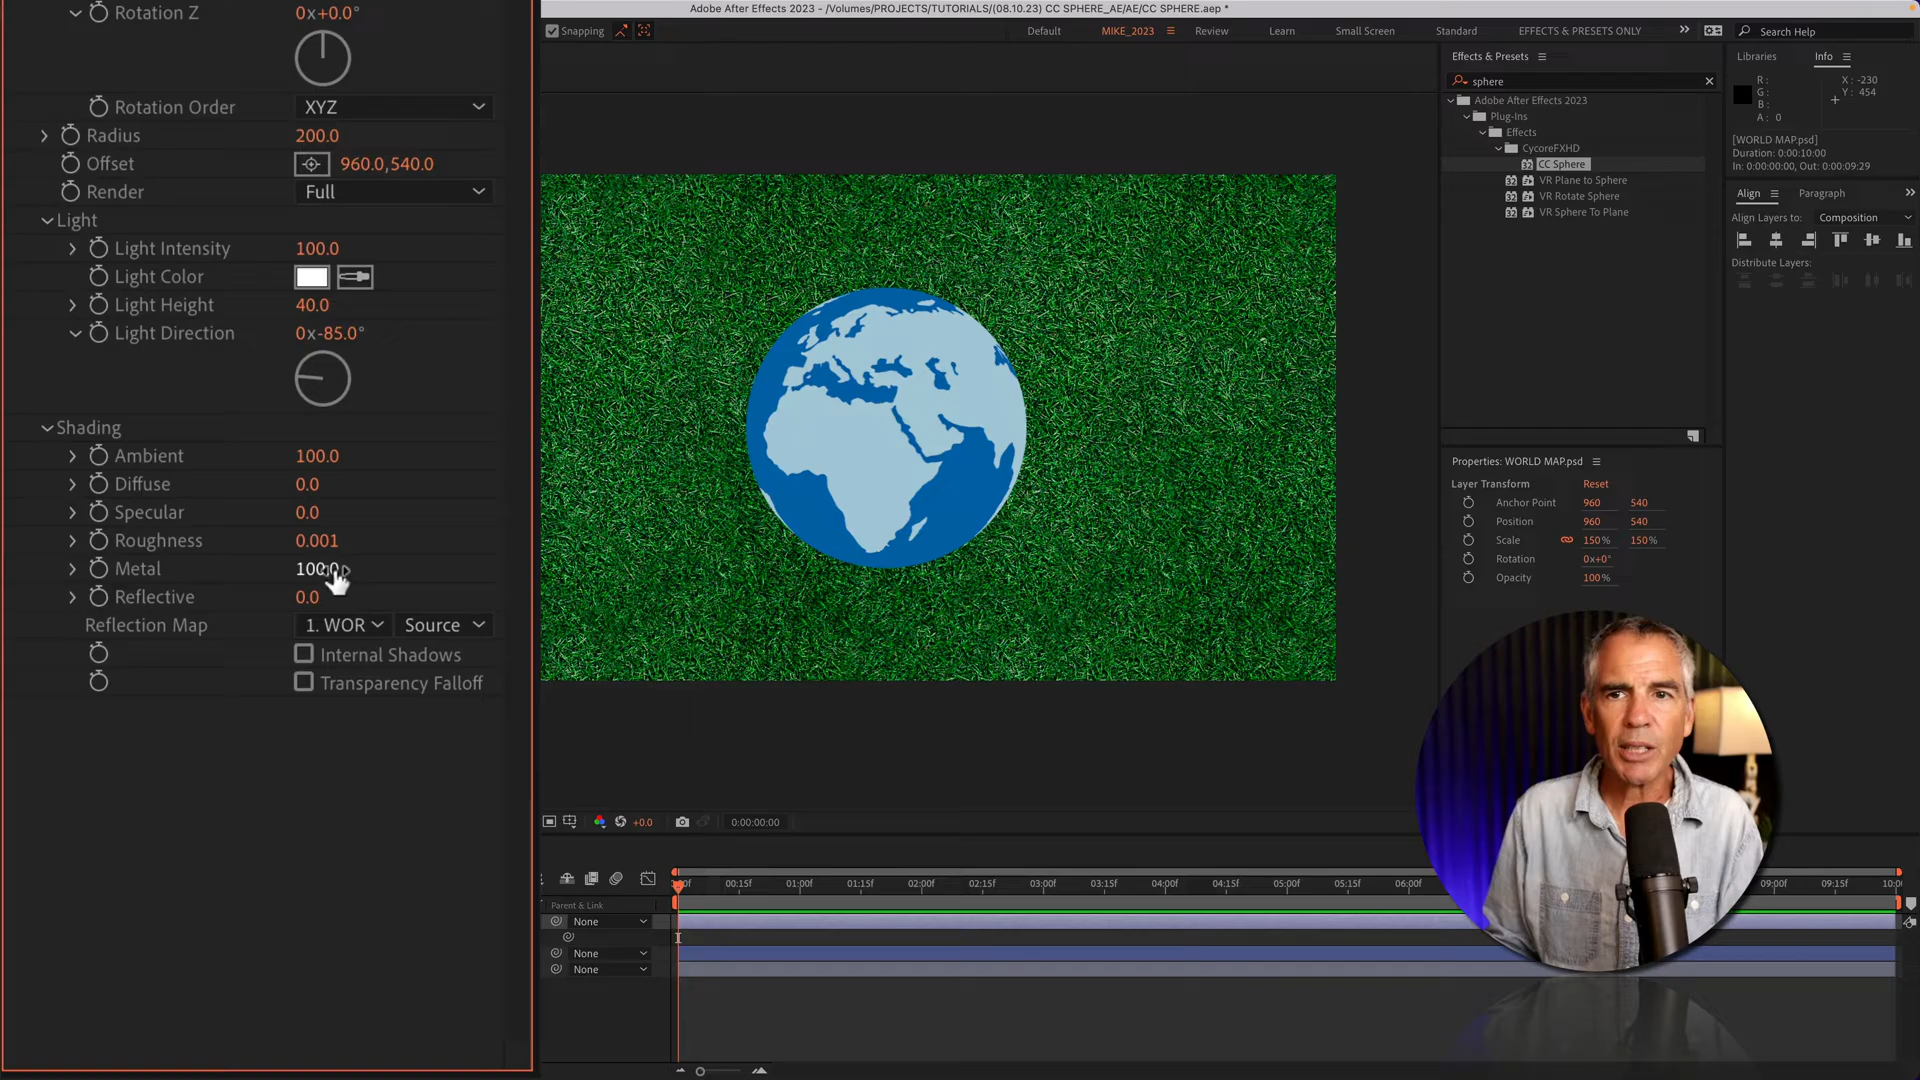 Adobe After Effects 2023 - /Volumes/PROJECTS/TUTORIALS/(08.10.23) CC SPHERE_AE/AE/CC SPHERE.aep *
Snapping
Default
MIKE_2023
Review
Learn
Small Screen
Standard
EFFECTS & PRESETS ONLY
Search Help
Rotation Z 0x+0.0°
Rotation Order XYZ
Radius 200.0
Offset 960.0,540.0
Render Full
Light
Light Intensity 100.0
Light Color
Light Height 40.0
Light Direction 0x-85.0°
Shading
Ambient 100.0
Diffuse 0.0
Specular 0.0
Roughness 0.001
Metal 100.0
Reflective 0.0
Reflection Map 1. WOR Source
Internal Shadows
Transparency Falloff
Effects & Presets
sphere
Adobe After Effects 2023
Plug-Ins
Effects
CycoreFXHD
CC Sphere
VR Plane to Sphere
VR Rotate Sphere
VR Sphere To Plane
Libraries Info
R : X : -230
G : Y : 454
B :
A : 0
[WORLD MAP.psd]
Duration: 0:00:10:00
In: 0:00:00:00, Out: 0:00:09:29
Align Paragraph
Align Layers to: Composition
Distribute Layers:
Properties: WORLD MAP.psd
Layer Transform Reset
Anchor Point 960 540
Position 960 540
Scale 150% 150%
Rotation 0x+0°
Opacity 100%
+0.0
0:00:00:00
00:15f 01:00f 01:15f 02:00f 02:15f 03:00f 03:15f 04:00f 04:15f 05:00f 05:15f 06:00f 09:00f 09:15f
Parent & Link
None
None
None